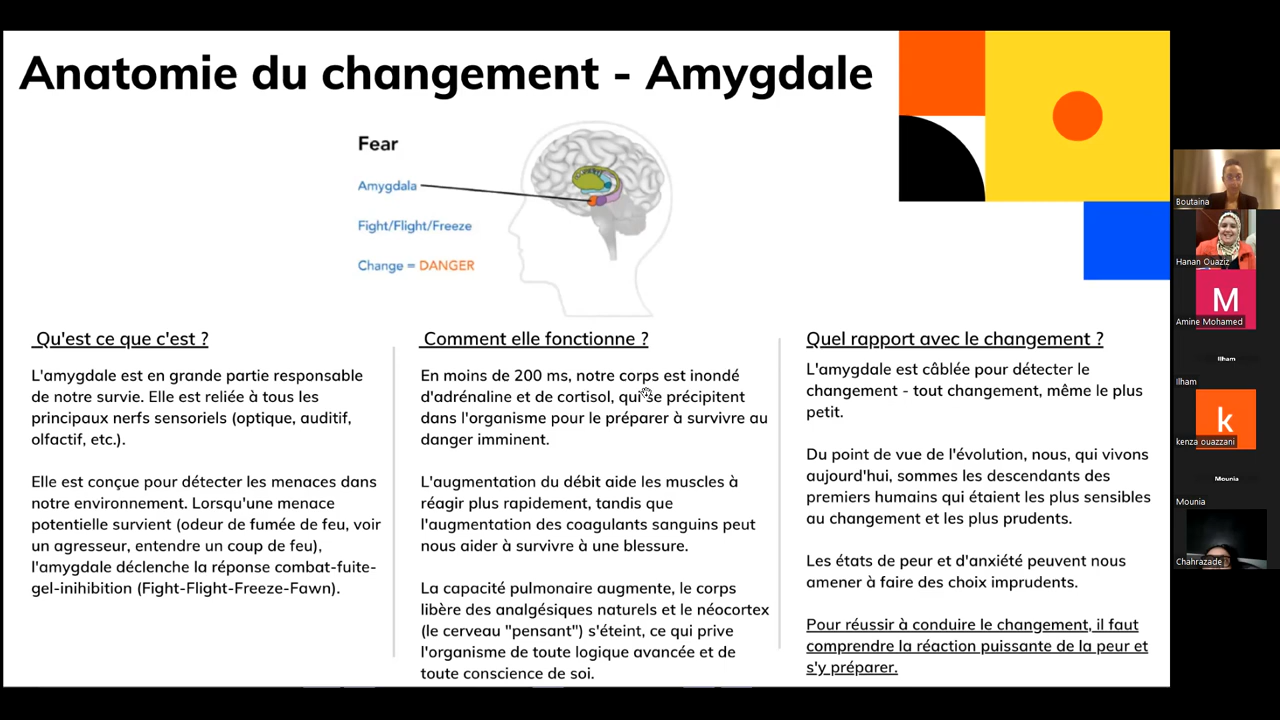 Anatomie du changement - Amygdale
Fear
Amygdala
Fight/Flight/Freeze
Change = DANGER
Qu'est ce que c'est ?
L'amygdale est en grande partie responsable
de notre survie. Elle est reliée à tous les
principaux nerfs sensoriels (optique, auditif,
olfactif, etc.).
Elle est conçue pour détecter les menaces dans
notre environnement. Lorsqu'une menace
potentielle survient (odeur de fumée de feu, voir
un agresseur, entendre un coup de feu),
l'amygdale déclenche la réponse combat-fuite-
gel-inihibition (Fight-Flight-Freeze-Fawn).
Comment elle fonctionne ?
En moins de 200 ms, notre corps est inondé
d'adrénaline et de cortisol, qui se précipitent
dans l'organisme pour le préparer à survivre au
danger imminent.
L'augmentation du débit aide les muscles à
réagir plus rapidement, tandis que
l'augmentation des coagulants sanguins peut
nous aider à survivre à une blessure.
La capacité pulmonaire augmente, le corps
libère des analgésiques naturels et le néocortex
(le cerveau "pensant") s'éteint, ce qui prive
l'organisme de toute logique avancée et de
toute conscience de soi.
Quel rapport avec le changement ?
L'amygdale est câblée pour détecter le
changement - tout changement, même le plus
petit.
Du point de vue de l'évolution, nous, qui vivons
aujourd'hui, sommes les descendants des
premiers humains qui étaient les plus sensibles
au changement et les plus prudents.
Les états de peur et d'anxiété peuvent nous
amener à faire des choix imprudents.
Pour réussir à conduire le changement, il faut
comprendre la réaction puissante de la peur et
s'y préparer.
Boutaina
Hanan Ouaziz
M
Amine Mohamed
Ilham
Ilham
k
kenza ouazzani
Mounia
Mounia
Chahrazade